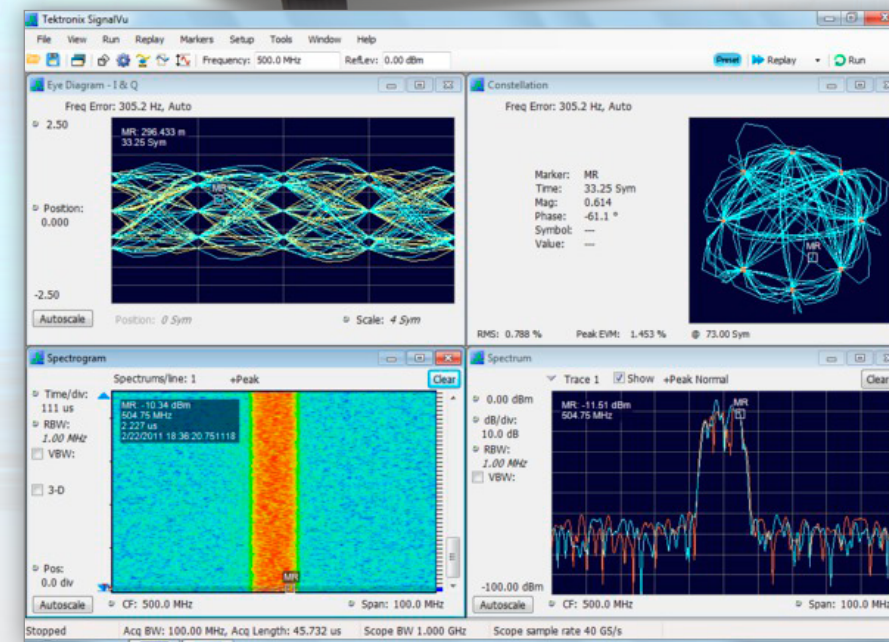 Tektronix SignalVu
File View Run Replay Markers Setup Tools Window Help
Frequency: 500.0 MHz RefLev: 0.00 dBm Preset Replay Run
Eye Diagram - I & Q
Freq Error: 305.2 Hz, Auto
2.50
MR: 296.433 m
33.25 Sym
MR
Position:
0.000
-2.50
Autoscale Position: 0 Sym Scale: 4 Sym
Constellation
Freq Error: 305.2 Hz, Auto
Marker: MR
Time: 33.25 Sym
Mag: 0.614
Phase: -61.1 °
Symbol: ---
Value: ---
MR
RMS: 0.788 % Peak EVM: 1.453 % @ 73.00 Sym
Spectrogram
Spectrums/line: 1 +Peak Clear
Time/div:
111 us
RBW:
1.00 MHz
VBW:
3-D
Pos:
0.0 div
MR: -10.34 dBm
504.75 MHz
2.227 us
2/22/2011 18:36:20.751118
MR
Autoscale CF: 500.0 MHz Span: 100.0 MHz
Spectrum
Trace 1 Show +Peak Normal Clear
0.00 dBm
dB/div:
10.0 dB
RBW:
1.00 MHz
VBW:
MR: -11.51 dBm
504.75 MHz
MR
-100.00 dBm
Autoscale CF: 500.0 MHz Span: 100.0 MHz
Stopped Acq BW: 100.00 MHz, Acq Length: 45.732 us Scope BW 1.000 GHz Scope sample rate 40 GS/s